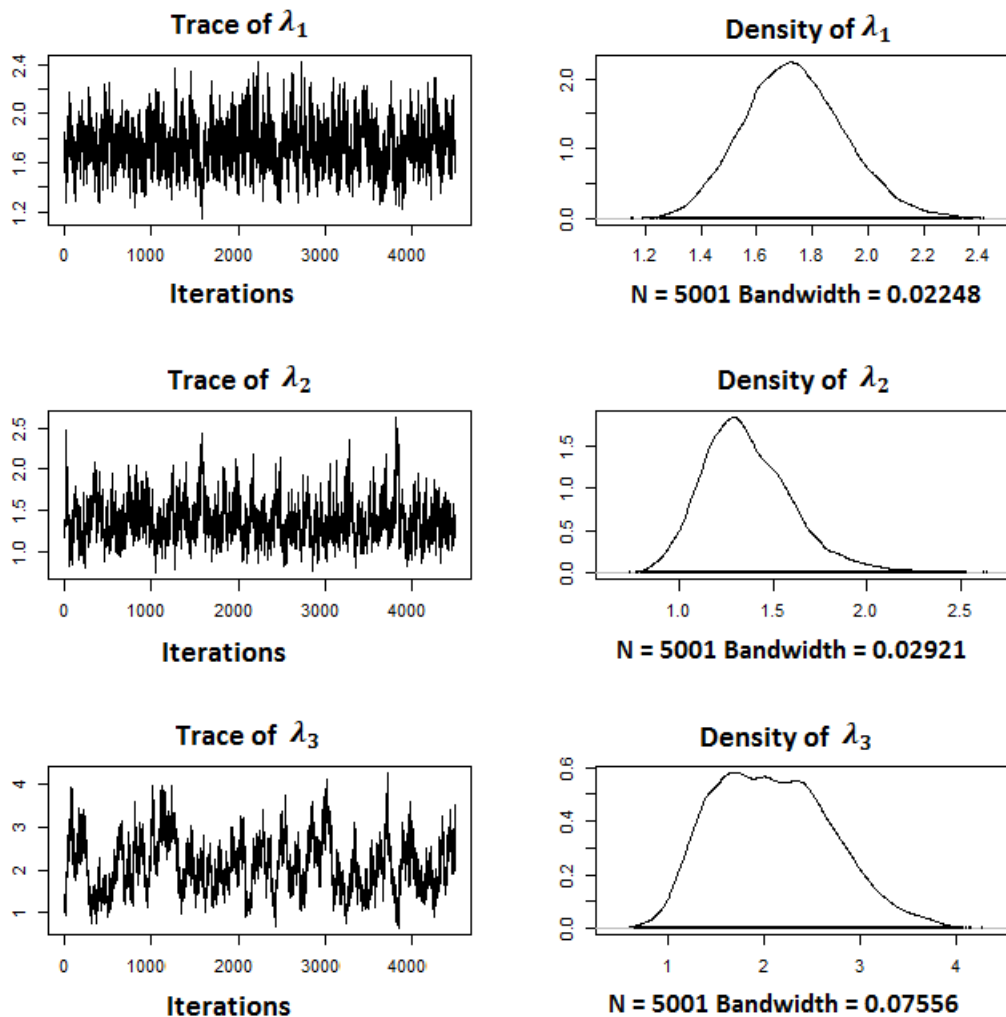 Trace of λ₁
2.4
2.0
1.6
1.2
0 1000 2000 3000 4000
Iterations
Density of λ₁
2.0
1.0
0.0
1.2 1.4 1.6 1.8 2.0 2.2 2.4
N = 5001 Bandwidth = 0.02248
Trace of λ₂
2.5
2.0
1.5
1.0
0 1000 2000 3000 4000
Iterations
Density of λ₂
1.5
1.0
0.5
0.0
1.0 1.5 2.0 2.5
N = 5001 Bandwidth = 0.02921
Trace of λ₃
4
3
2
1
0 1000 2000 3000 4000
Iterations
Density of λ₃
0.6
0.4
0.2
0.0
1 2 3 4
N = 5001 Bandwidth = 0.07556